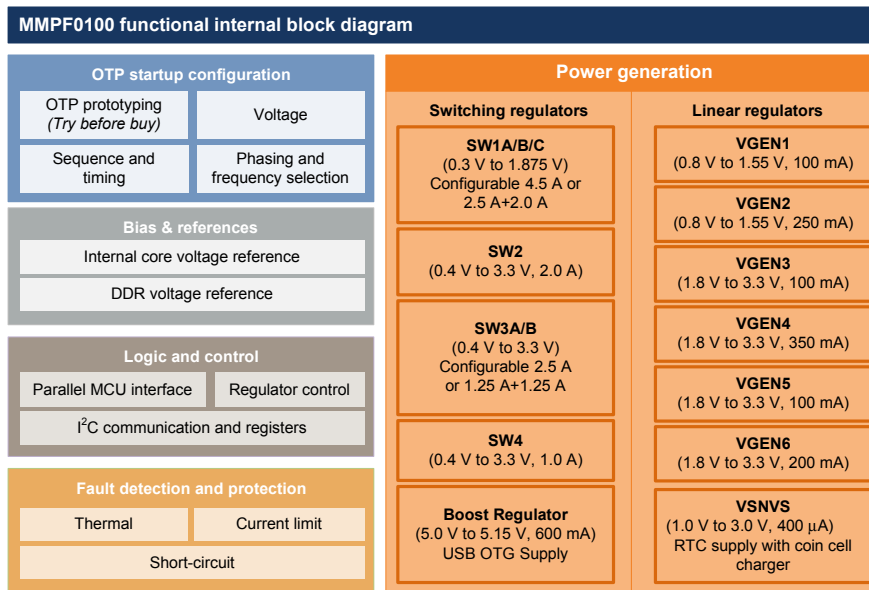 MMPF0100 functional internal block diagram
OTP startup configuration
OTP prototyping
(Try before buy)
Voltage
Sequence and
timing
Phasing and
frequency selection
Bias & references
Internal core voltage reference
DDR voltage reference
Logic and control
Parallel MCU interface
Regulator control
I²C communication and registers
Fault detection and protection
Thermal
Current limit
Short-circuit
Power generation
Switching regulators
SW1A/B/C
(0.3 V to 1.875 V)
Configurable 4.5 A or
2.5 A+2.0 A
SW2
(0.4 V to 3.3 V, 2.0 A)
SW3A/B
(0.4 V to 3.3 V)
Configurable 2.5 A
or 1.25 A+1.25 A
SW4
(0.4 V to 3.3 V, 1.0 A)
Boost Regulator
(5.0 V to 5.15 V, 600 mA)
USB OTG Supply
Linear regulators
VGEN1
(0.8 V to 1.55 V, 100 mA)
VGEN2
(0.8 V to 1.55 V, 250 mA)
VGEN3
(1.8 V to 3.3 V, 100 mA)
VGEN4
(1.8 V to 3.3 V, 350 mA)
VGEN5
(1.8 V to 3.3 V, 100 mA)
VGEN6
(1.8 V to 3.3 V, 200 mA)
VSNVS
(1.0 V to 3.0 V, 400 μA)
RTC supply with coin cell
charger